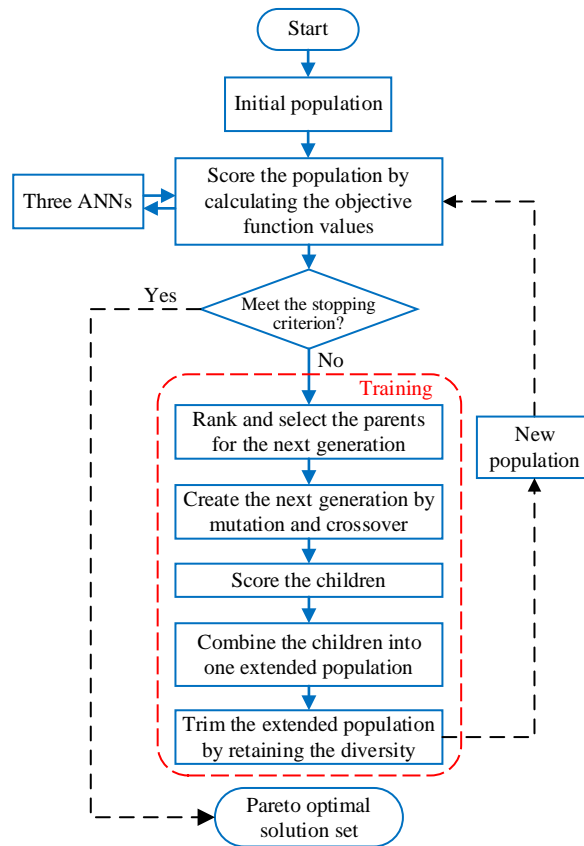 Start
Initial population
Three ANNs
Score the population by
calculating the objective
function values
Yes
Meet the stopping
criterion?
No
Training
Rank and select the parents
for the next generation
New
population
Create the next generation by
mutation and crossover
Score the children
Combine the children into
one extended population
Trim the extended population
by retaining the diversity
Pareto optimal
solution set